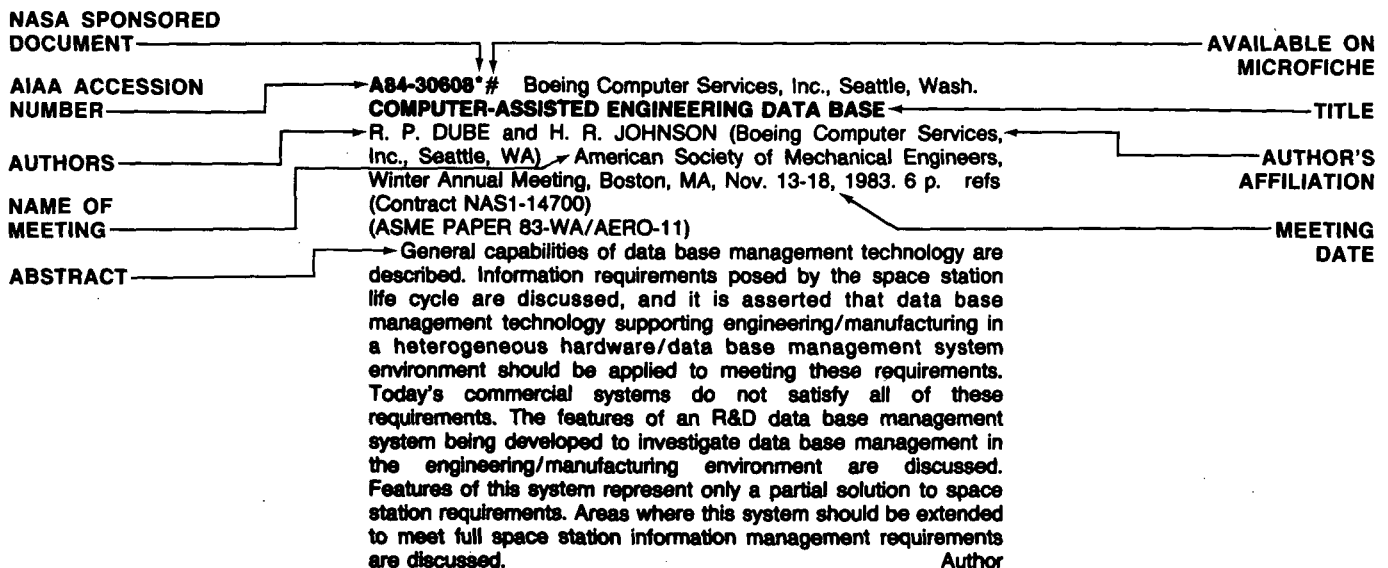 NASA SPONSORED
DOCUMENT
AIAA ACCESSION
NUMBER
AUTHORS
NAME OF
MEETING
ABSTRACT
A84-30608*# Boeing Computer Services, Inc., Seattle, Wash.
COMPUTER-ASSISTED ENGINEERING DATA BASE
R. P. DUBE and H. R. JOHNSON (Boeing Computer Services,
Inc., Seattle, WA) American Society of Mechanical Engineers,
Winter Annual Meeting, Boston, MA, Nov. 13-18, 1983. 6 p. refs
(Contract NAS1-14700)
(ASME PAPER 83-WA/AERO-11)
General capabilities of data base management technology are
described. Information requirements posed by the space station
life cycle are discussed, and it is asserted that data base
management technology supporting engineering/manufacturing in
a heterogeneous hardware/data base management system
environment should be applied to meeting these requirements.
Today's commercial systems do not satisfy all of these
requirements. The features of an R&D data base management
system being developed to investigate data base management in
the engineering/manufacturing environment are discussed.
Features of this system represent only a partial solution to space
station requirements. Areas where this system should be extended
to meet full space station information management requirements
are discussed. Author
AVAILABLE ON
MICROFICHE
TITLE
AUTHOR'S
AFFILIATION
MEETING
DATE